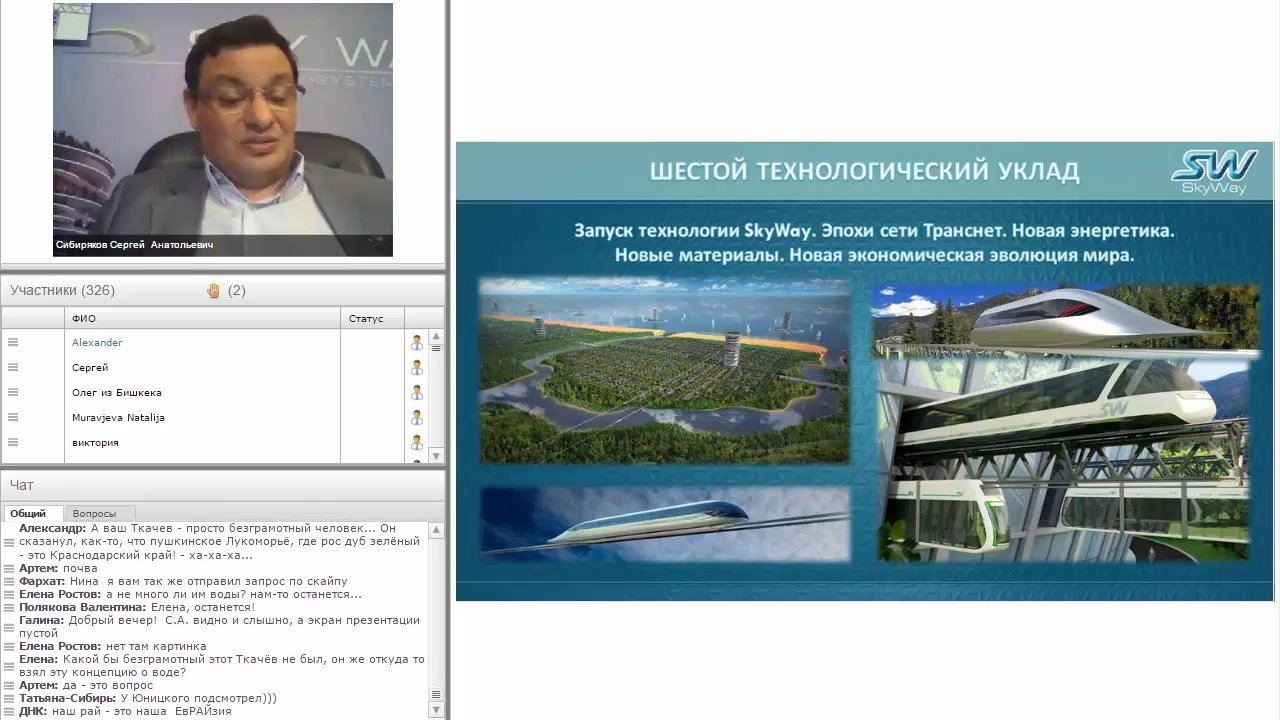 SKY WA
-SYSTEM
Сибиряков Сергей Анатольевич
Участники (326)
(2)
ФИО
Статус
Alexander
Сергей
Олег из Бишкека
Muravjeva Natalija
виктория
Чат
Общий
Вопросы
Александр: А ваш Ткачев - просто безграмотный человек... Он
сказанул, как-то, что пушкинское Лукоморьё, где рос дуб зелёный
- это Краснодарский край! - ха-ха-ха...
Артем: почва
Фархат: Нина я вам так же отправил запрос по скайпу
Елена Ростов: а не много ли им воды? нам-то останется...
Полякова Валентина: Елена, останется!
Галина: Добрый вечер! С.А. видно и слышно, а экран презентации
пустой
Елена Ростов: нет там картинка
Елена: Какой бы безграмотный этот Ткачёв не был, он же откуда то
взял эту концепцию о воде?
Артем: да - это вопрос
Татьяна-Сибирь: У Юницкого подсмотрел)))
ДНК: наш рай - это наша ЕвРАЙзия
ШЕСТОЙ ТЕХНОЛОГИЧЕСКИЙ УКЛАД
SW
SkyWay
Запуск технологии SkyWay. Эпохи сети Транснет. Новая энергетика.
Новые материалы. Новая экономическая эволюция мира.
SW